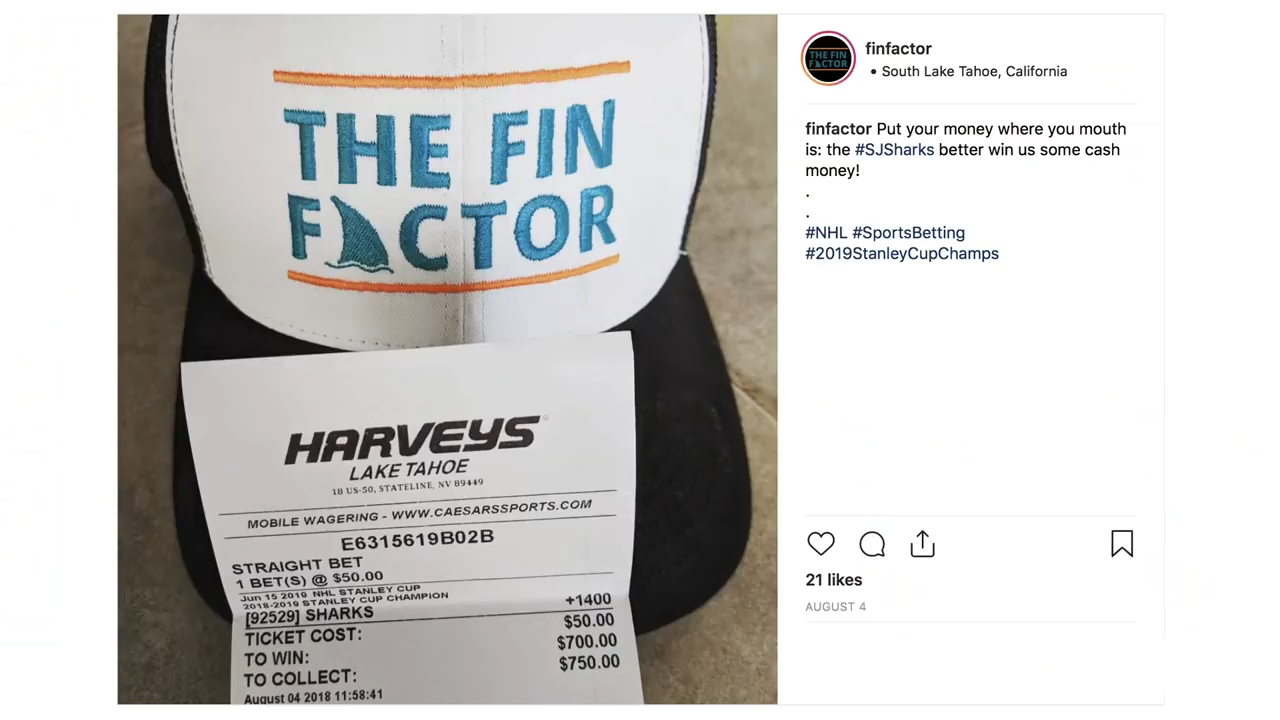 THE FIN
FACTOR
HARVEYS
LAKE TAHOE
18 US-50, STATELINE, NV 89449
MOBILE WAGERING - WWW.CAESARSSPORTS.COM
E6315619B02B
STRAIGHT BET
1 BET(S) @ $50.00
Jun 15 2019 NHL STANLEY CUP
2018-2019 STANLEY CUP CHAMPION
[92529] SHARKS +1400
TICKET COST: $50.00
TO WIN: $700.00
TO COLLECT: $750.00
August 04 2018 11:58:41
THE FIN
FACTOR
finfactor
• South Lake Tahoe, California
finfactor Put your money where you mouth
is: the #SJSharks better win us some cash
money!
.
.
#NHL #SportsBetting
#2019StanleyCupChamps
21 likes
AUGUST 4